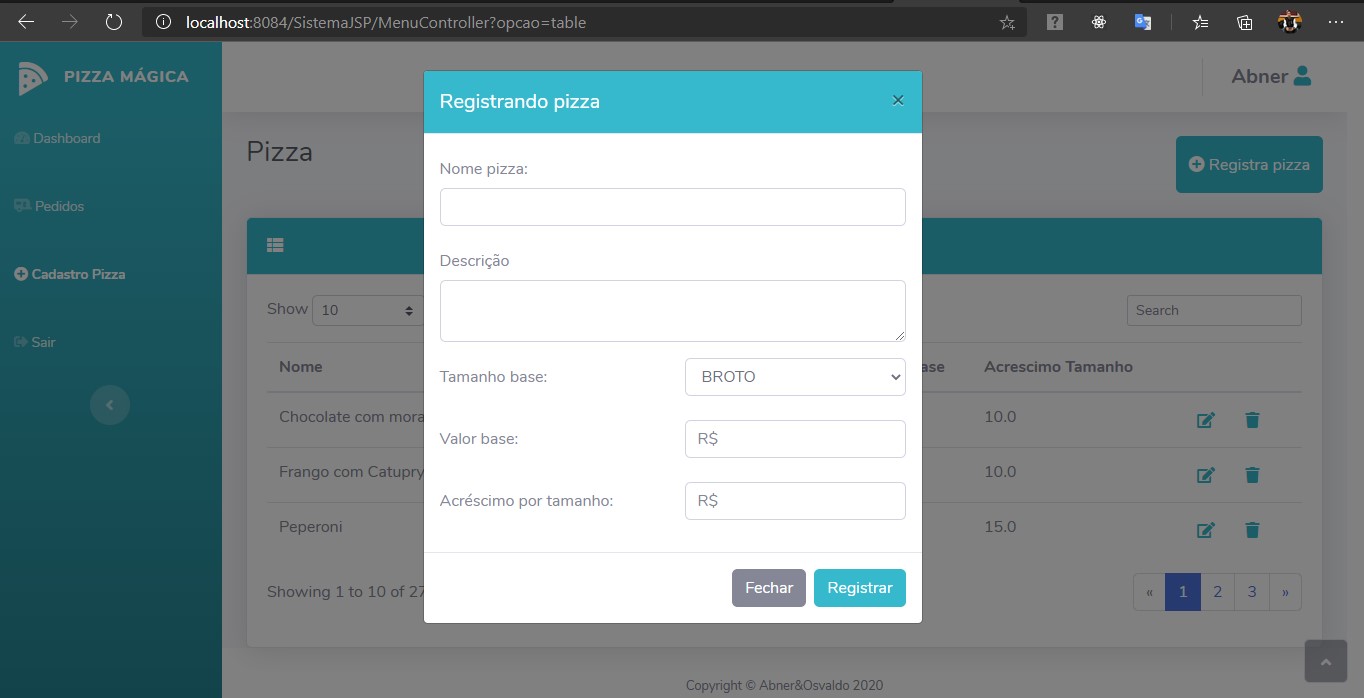 localhost:8084/SistemaJSP/MenuController?opcao=table
PIZZA MÁGICA
Abner
Dashboard
Pedidos
Cadastro Pizza
Sair
Pizza
Registra pizza
Show 10
Search
Nome
Acrescimo Tamanho
Chocolate com
10.0
Frango com
10.0
Peperoni
15.0
Showing 1 to 10 of 27
« 1 2 3 »
Registrando pizza ×
Nome pizza:
Descrição
Tamanho base: BROTO
Valor base: R$
Acréscimo por tamanho: R$
Fechar Registrar
Copyright © Abner&Osvaldo 2020